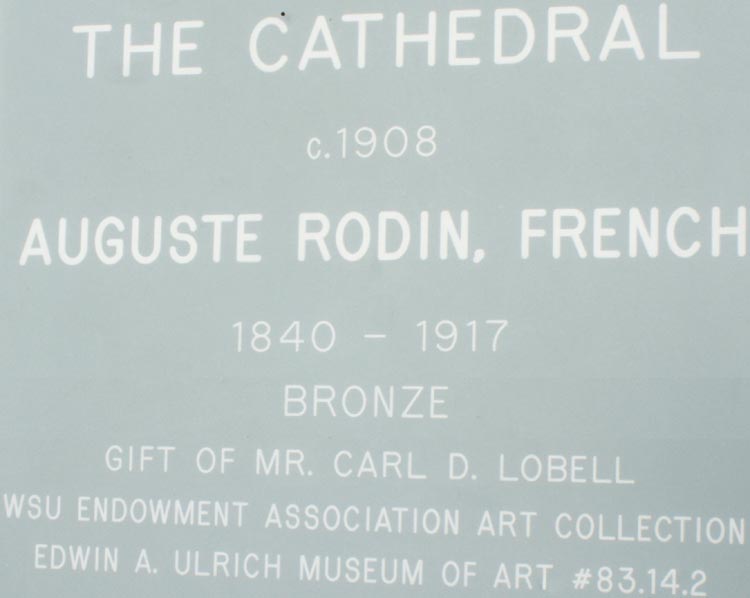 THE CATHEDRAL
c.1908
AUGUSTE RODIN, FRENCH
1840 - 1917
BRONZE
GIFT OF MR. CARL D. LOBELL
WSU ENDOWMENT ASSOCIATION ART COLLECTION
EDWIN A. ULRICH MUSEUM OF ART #83.14.2